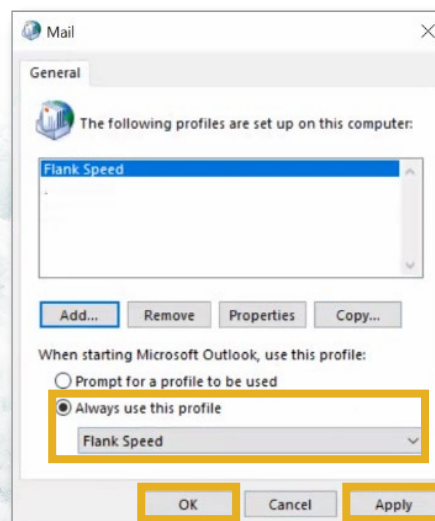 Mail
General
The following profiles are set up on this computer:
Flank Speed
.
Add... Remove Properties Copy...
When starting Microsoft Outlook, use this profile:
Prompt for a profile to be used
Always use this profile
Flank Speed
OK Cancel Apply